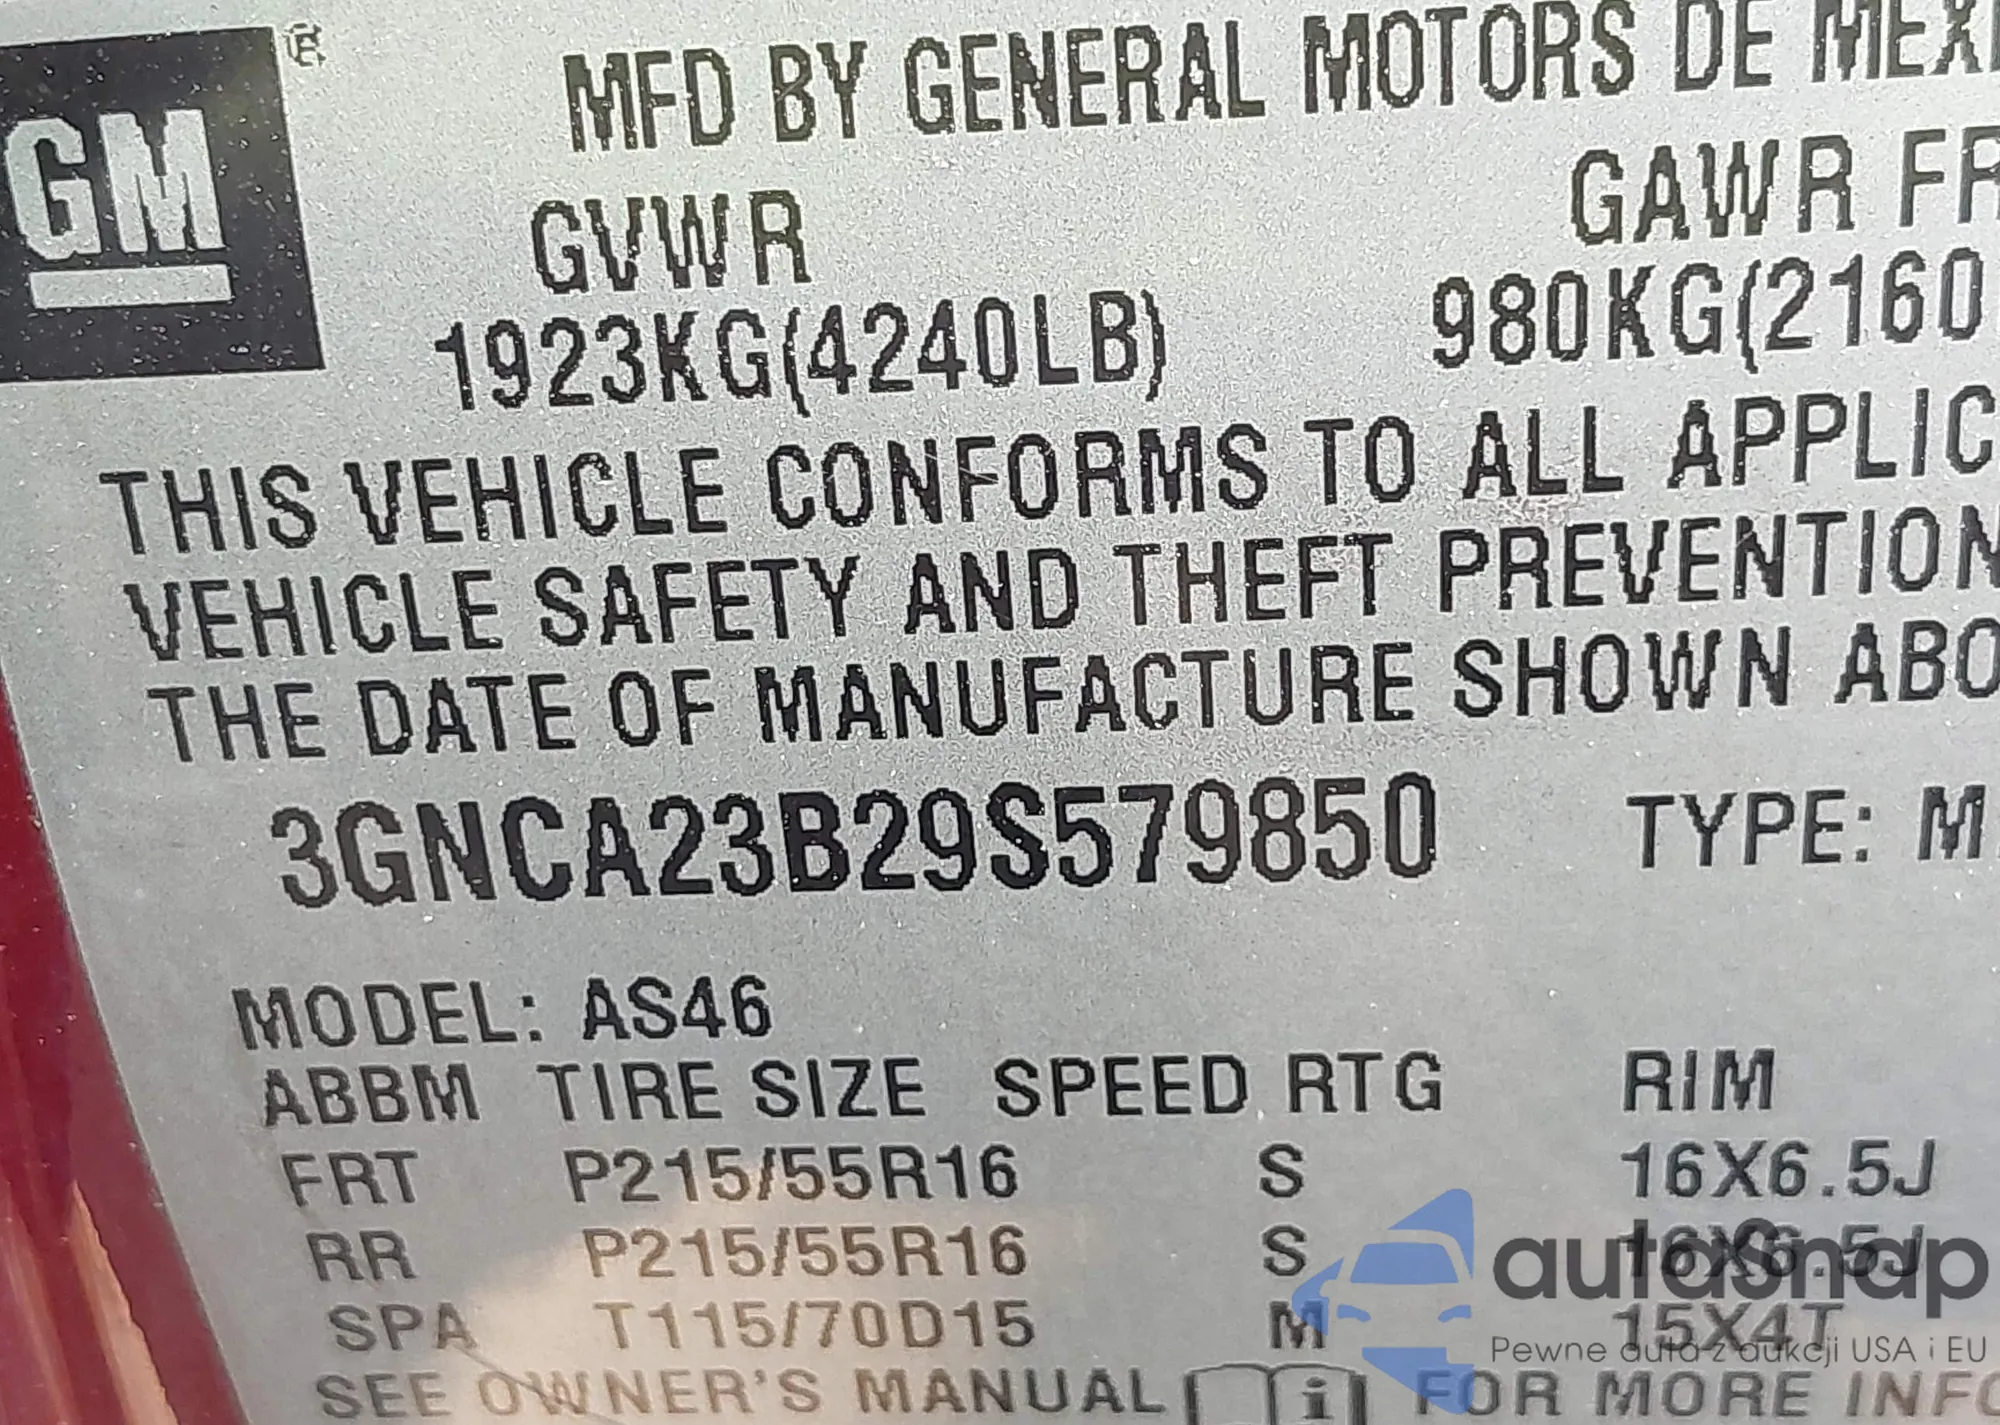 GM ®
MFD BY GENERAL MOTORS DE MEXI
GVWR GAWR FR
1923KG(4240LB) 980KG(2160
THIS VEHICLE CONFORMS TO ALL APPLIC
VEHICLE SAFETY AND THEFT PREVENTION
THE DATE OF MANUFACTURE SHOWN ABO
3GNCA23B29S579850 TYPE: M
MODEL: AS46
ABBM TIRE SIZE SPEED RTG RIM
FRT P215/55R16 S 16X6.5J
RR P215/55R16 S 16X6.5J
SPA T115/70D15 M 15X4T
SEE OWNER'S MANUAL i FOR MORE INFO
autosnap
Pewne auta z aukcji USA i EU